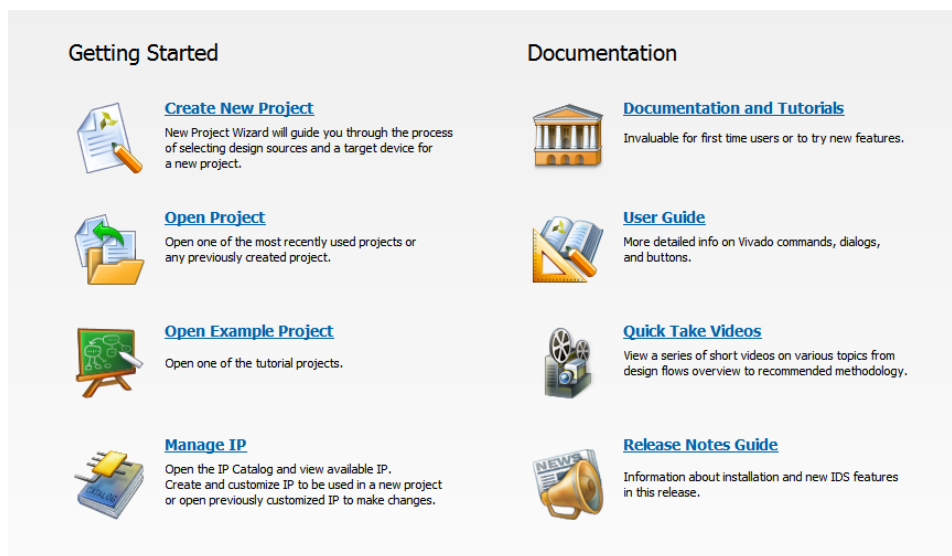 Getting Started
Create New Project
New Project Wizard will guide you through the process
of selecting design sources and a target device for
a new project.
Open Project
Open one of the most recently used projects or
any previously created project.
Open Example Project
Open one of the tutorial projects.
CATALOG
Manage IP
Open the IP Catalog and view available IP.
Create and customize IP to be used in a new project
or open previously customized IP to make changes.
Documentation
Documentation and Tutorials
Invaluable for first time users or to try new features.
User Guide
More detailed info on Vivado commands, dialogs,
and buttons.
Quick Take Videos
View a series of short videos on various topics from
design flows overview to recommended methodology.
NEWS
Release Notes Guide
Information about installation and new IDS features
in this release.